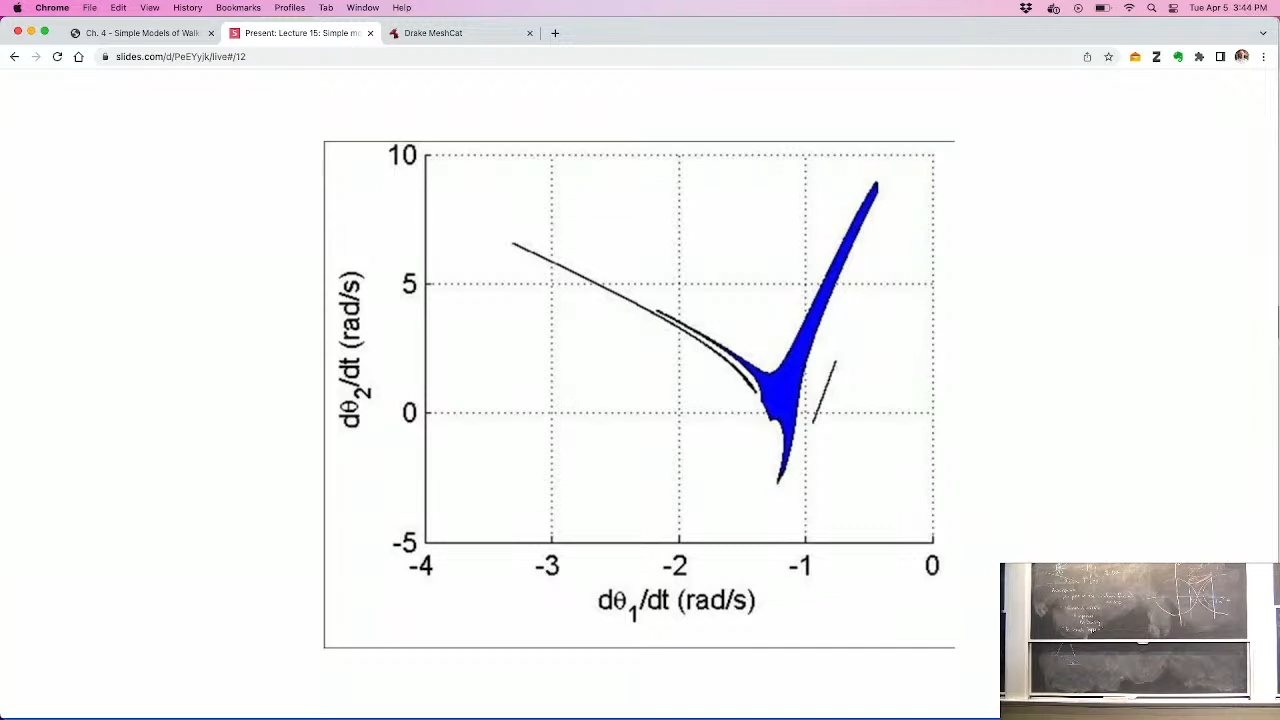 Chrome File Edit View History Bookmarks Profiles Tab Window Help Tue Apr 5 3:44 PM
Ch. 4 - Simple Models of Walk Present: Lecture 15: Simple mo Drake MeshCat
slides.com/d/PeEYyjk/live#/12
10
5
0
-5
dθ2/dt (rad/s)
-4 -3 -2 -1 0
dθ1/dt (rad/s)